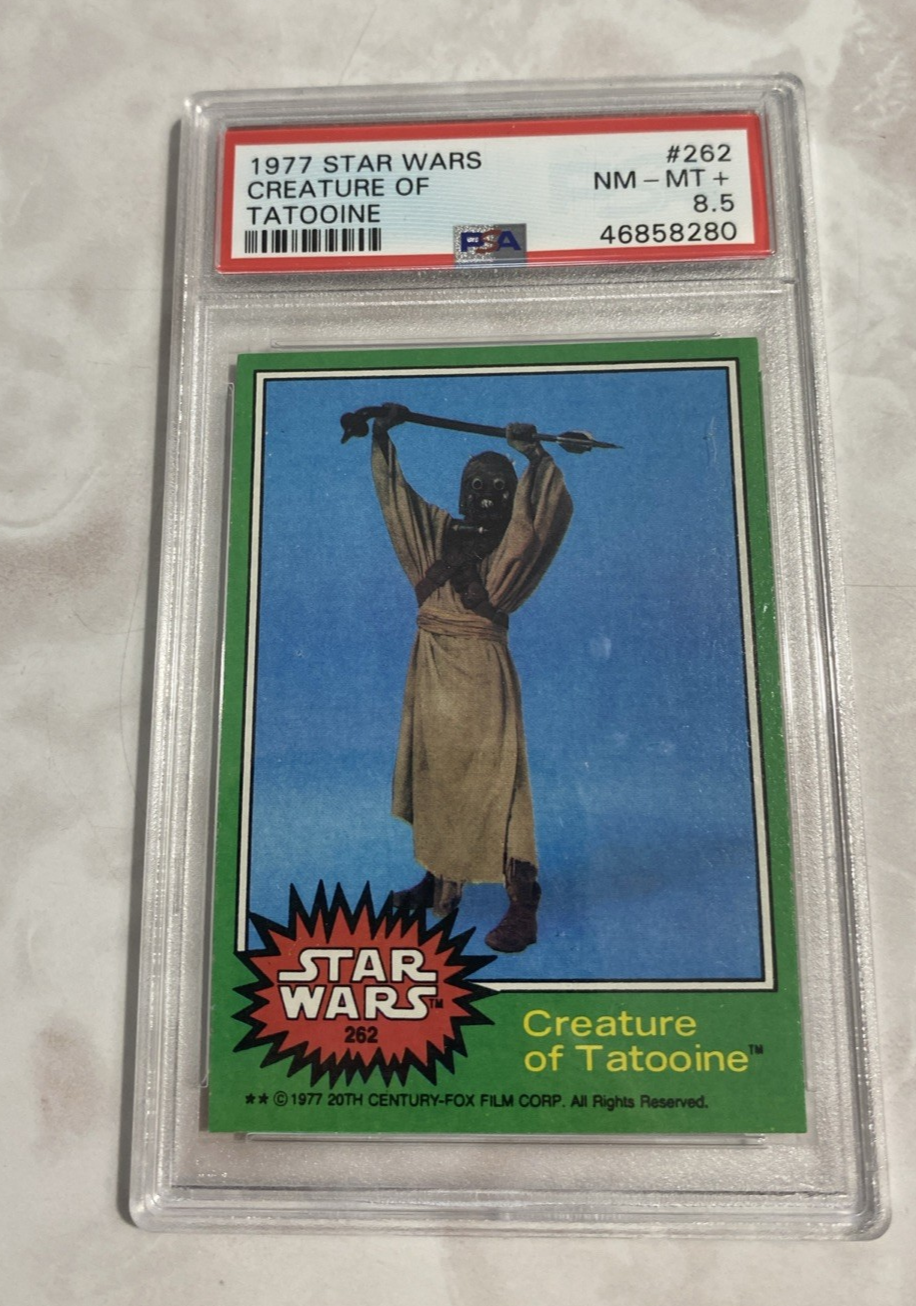 1977 STAR WARS
CREATURE OF
TATOOINE
#262
NM - MT +
8.5
46858280
PSA
STAR
WARS™
262
Creature
of Tatooine™
★★ ©1977 20TH CENTURY-FOX FILM CORP. All Rights Reserved.